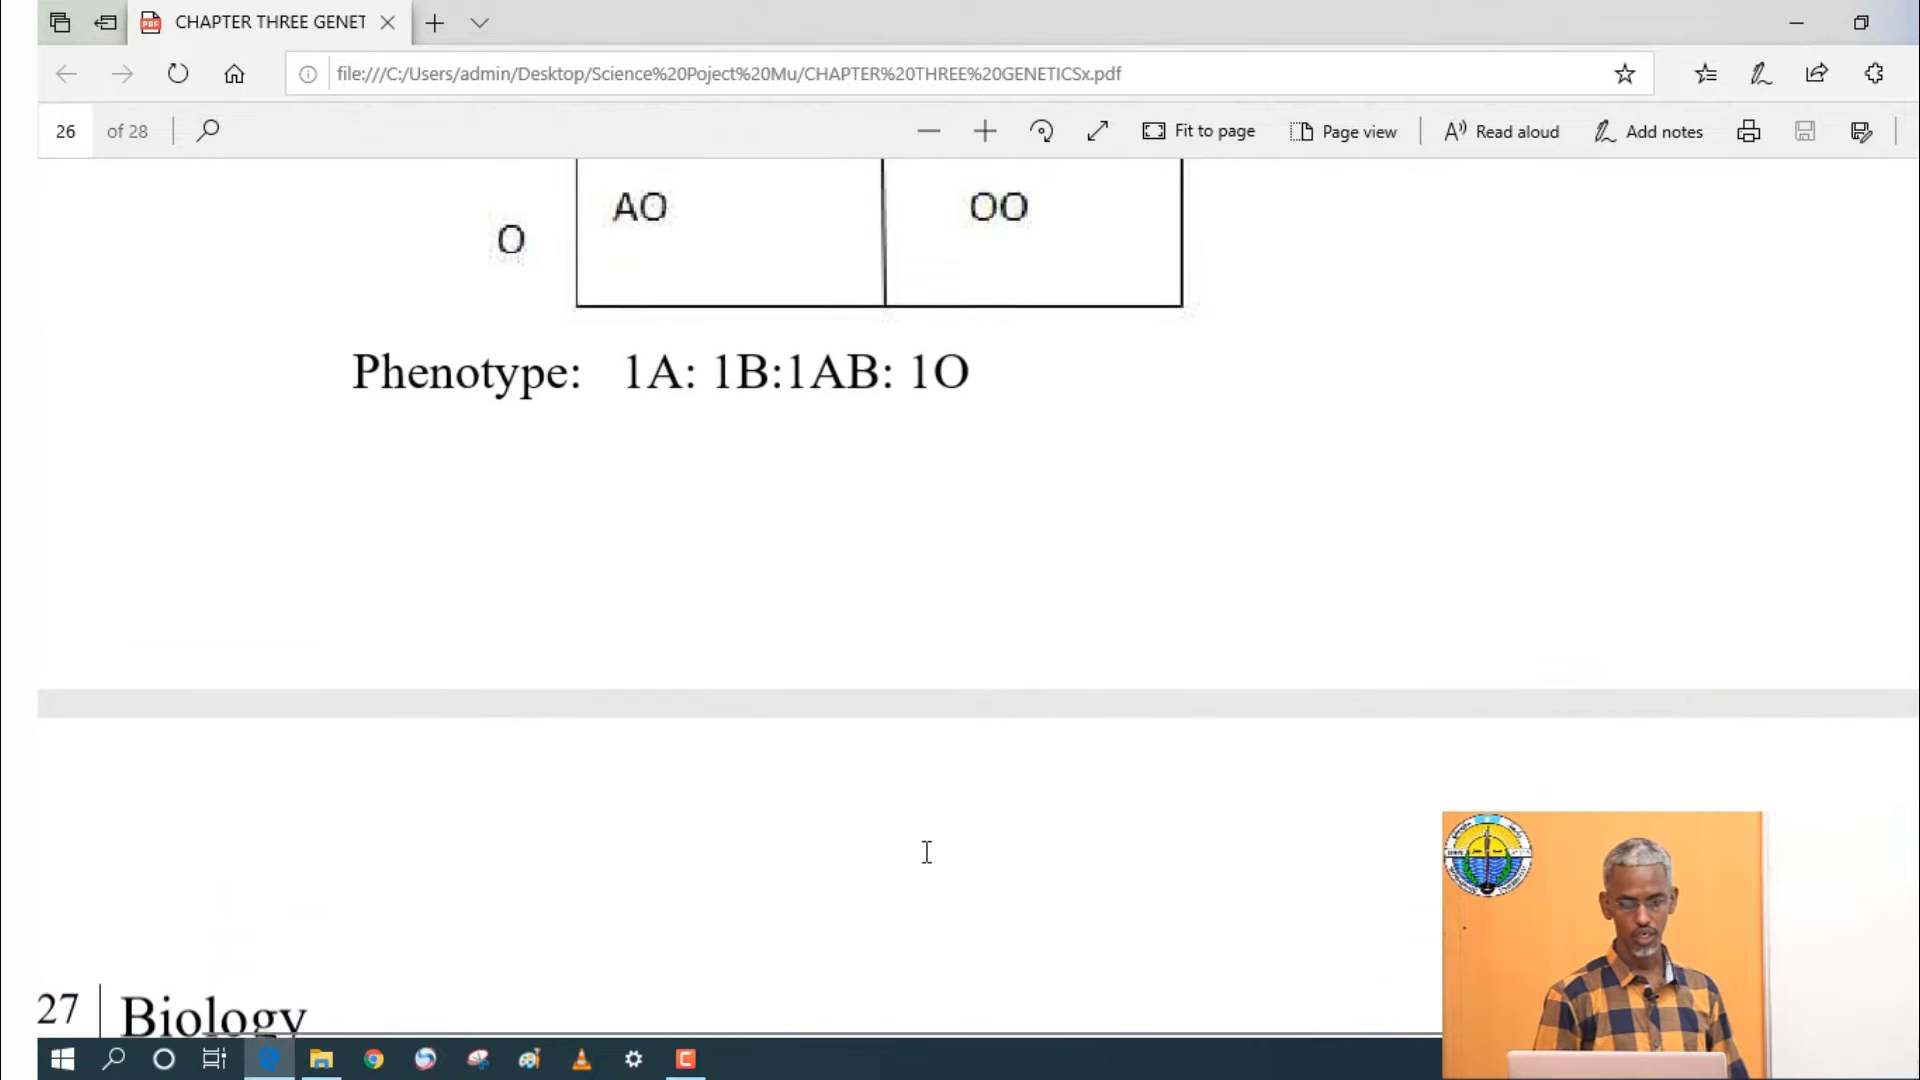 CHAPTER THREE GENET
file:///C:/Users/admin/Desktop/Science%20Poject%20Mu/CHAPTER%20THREE%20GENETICSx.pdf
26 of 28
Fit to page
Page view
Read aloud
Add notes
AO OO
O
Phenotype: 1A: 1B:1AB: 1O
27 Biology